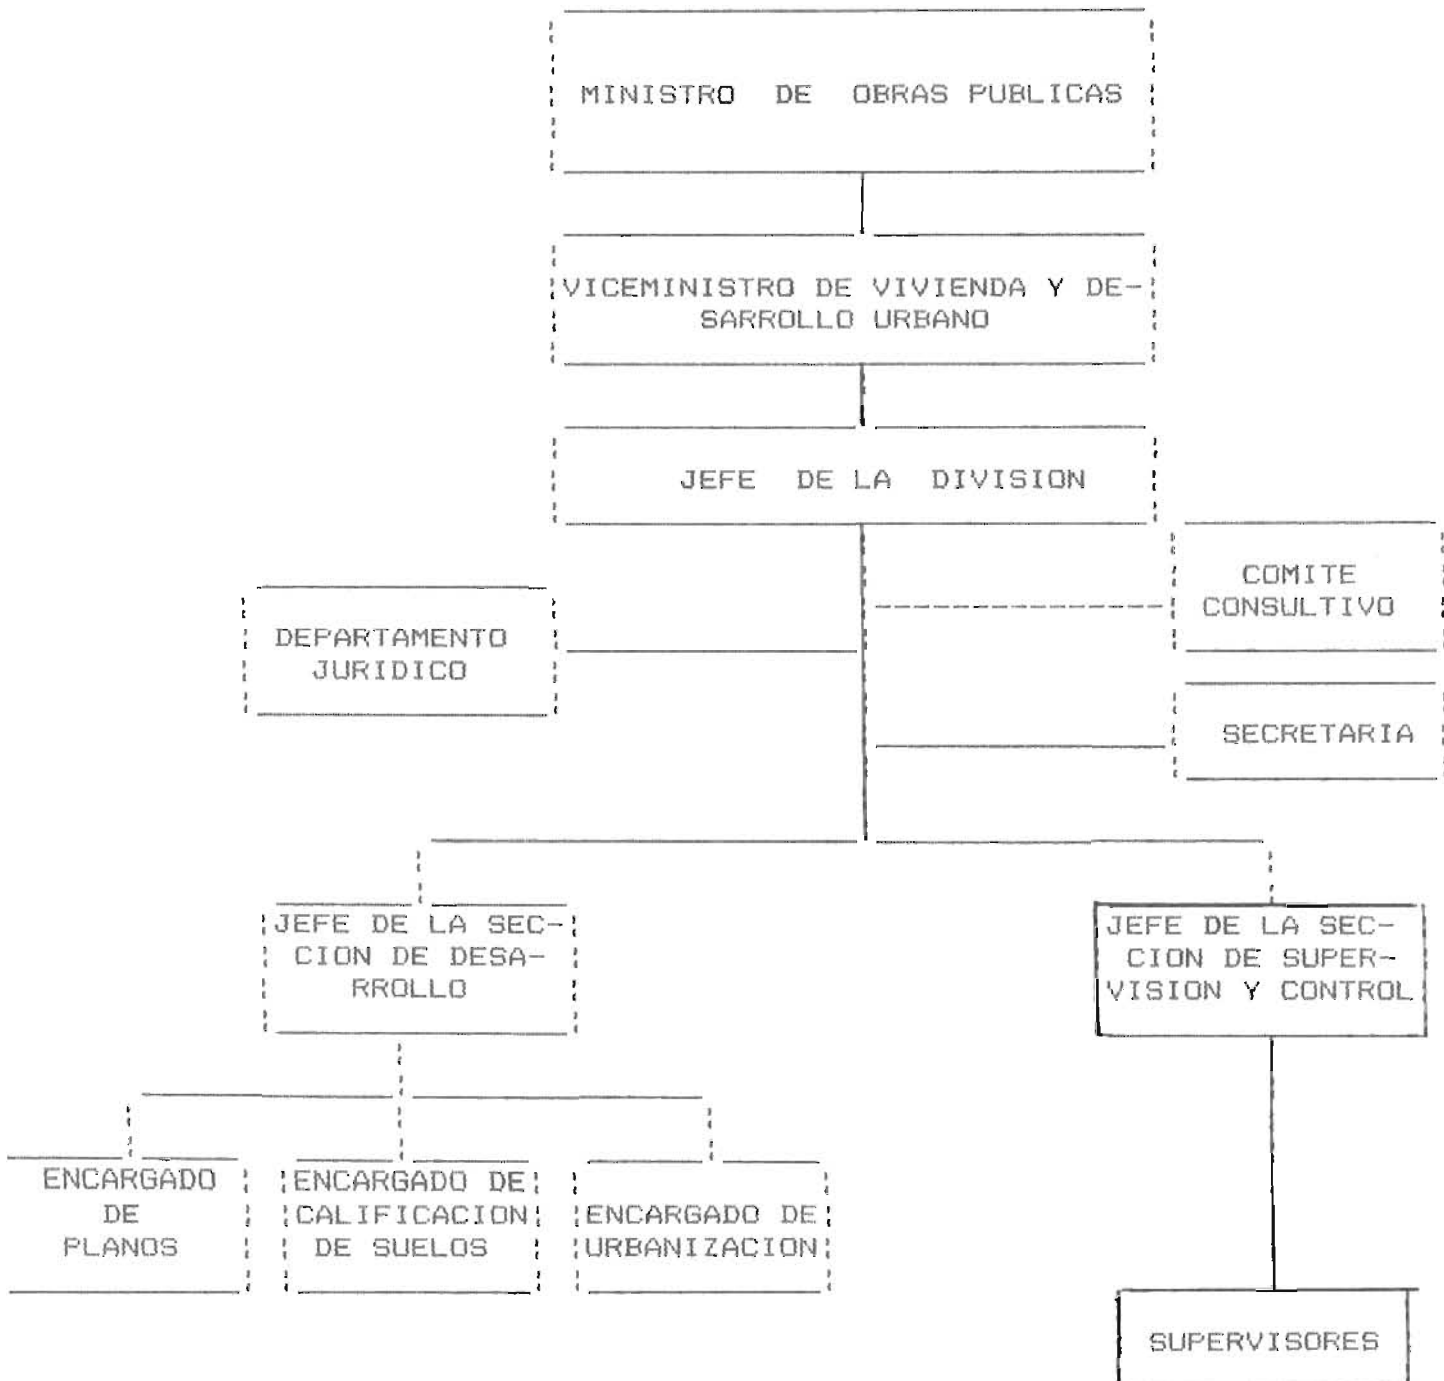 MINISTRO DE OBRAS PUBLICAS
VICEMINISTRO DE VIVIENDA Y DE-
SARROLLO URBANO
JEFE DE LA DIVISION
COMITE
CONSULTIVO
DEPARTAMENTO
JURIDICO
SECRETARIA
JEFE DE LA SEC-
CION DE DESA-
RROLLO
JEFE DE LA SEC-
CION DE SUPER-
VISION Y CONTROL
ENCARGADO
DE
PLANOS
ENCARGADO DE
CALIFICACION
DE SUELOS
ENCARGADO DE
URBANIZACION
SUPERVISORES